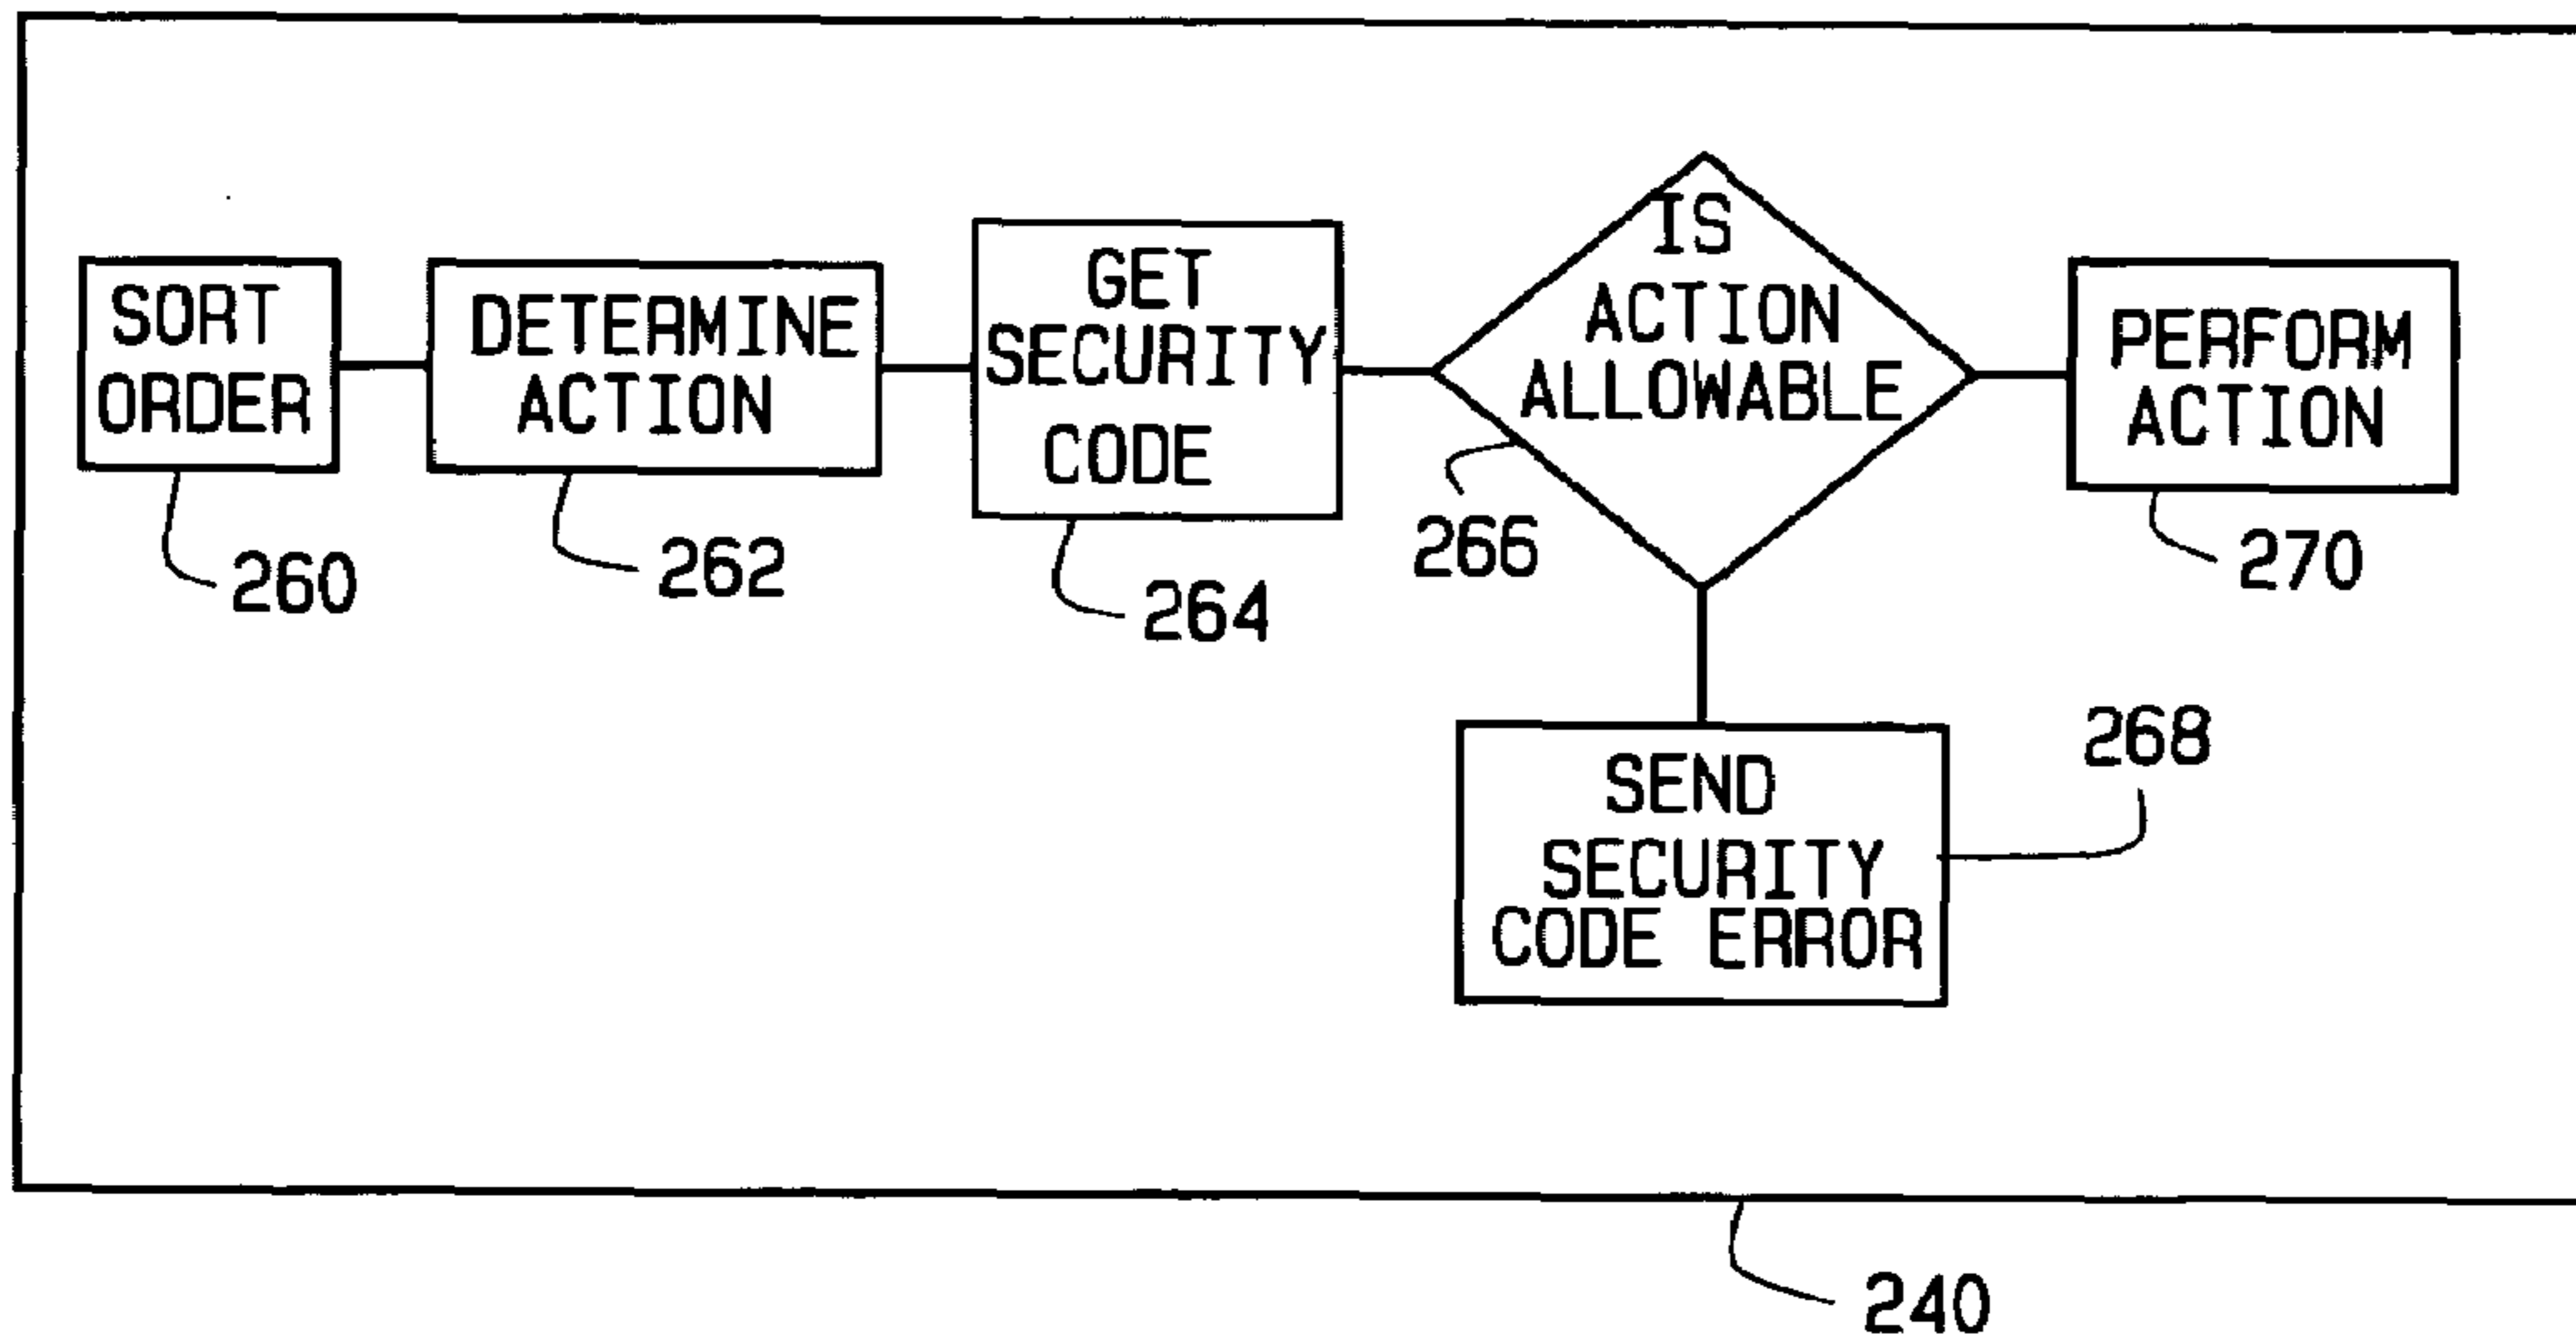 SORT
ORDER
260
DETERMINE
ACTION
262
GET
SECURITY
CODE
264
IS
ACTION
ALLOWABLE
266
PERFORM
ACTION
270
SEND
SECURITY
CODE ERROR
268
240